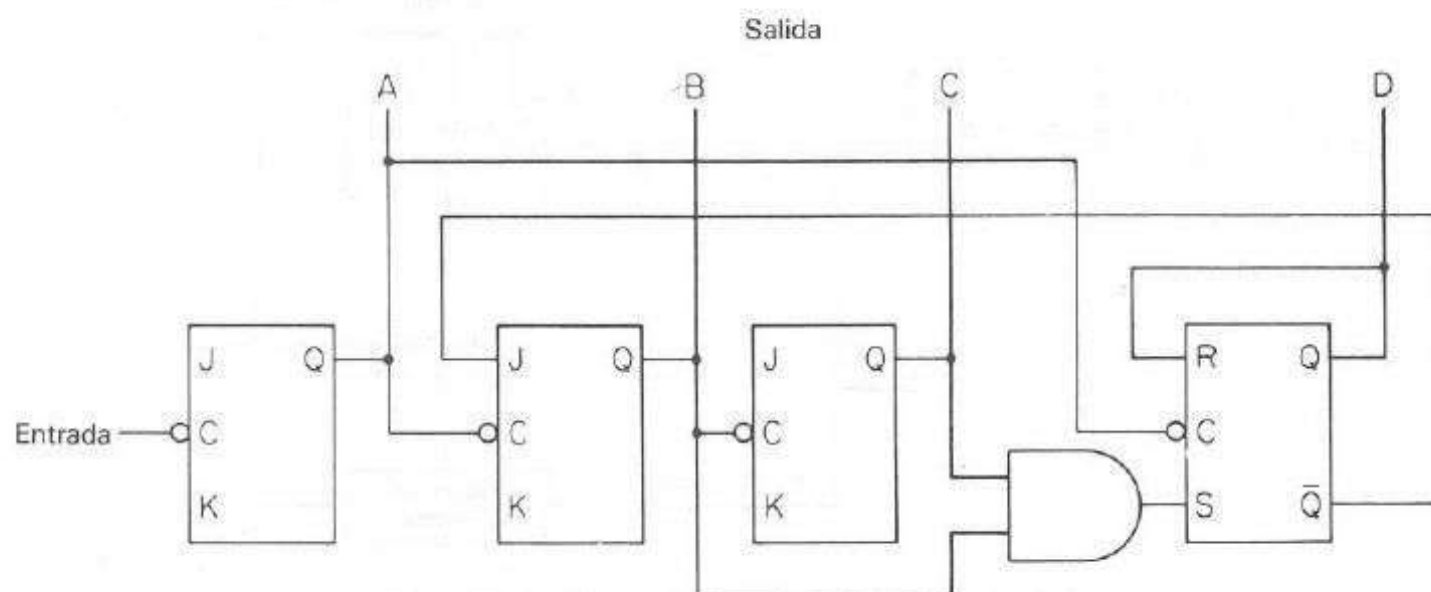 Salida
A B C D
J Q J Q J Q R Q
Entrada C C C C
K K K S Q̅